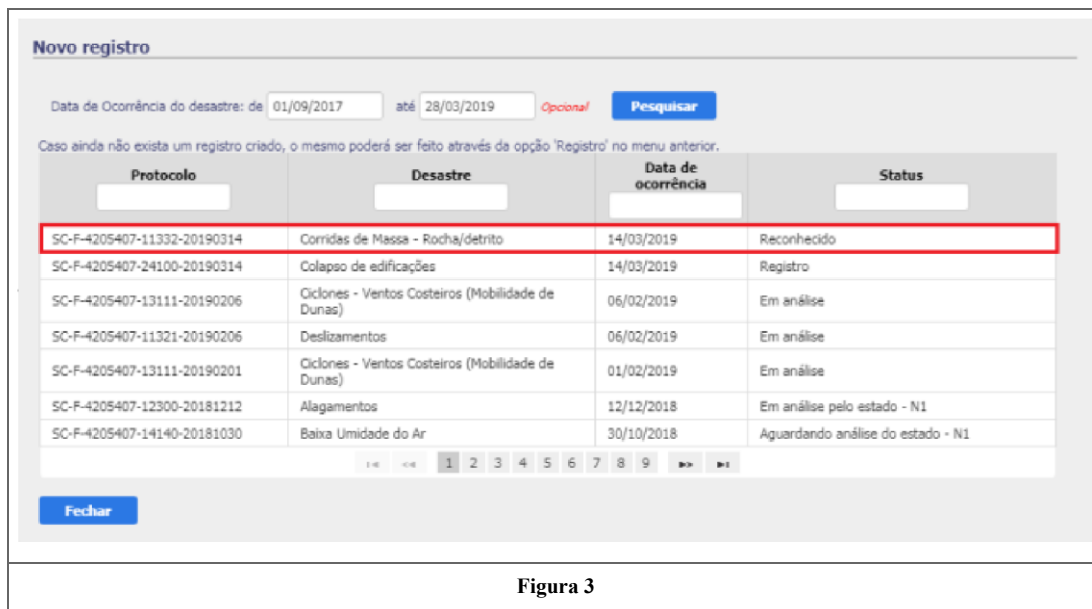 Novo registro
Data de Ocorrência do desastre: de 01/09/2017 até 28/03/2019 Opcional Pesquisar
Caso ainda não exista um registro criado, o mesmo poderá ser feito através da opção 'Registro' no menu anterior.
Protocolo Desastre Data de ocorrência Status
SC-F-4205407-11332-20190314 Corridas de Massa - Rocha/detrito 14/03/2019 Reconhecido
SC-F-4205407-24100-20190314 Colapso de edificações 14/03/2019 Registro
SC-F-4205407-13111-20190206 Ciclones - Ventos Costeiros (Mobilidade de Dunas) 06/02/2019 Em análise
SC-F-4205407-11321-20190206 Deslizamentos 06/02/2019 Em análise
SC-F-4205407-13111-20190201 Ciclones - Ventos Costeiros (Mobilidade de Dunas) 01/02/2019 Em análise
SC-F-4205407-12300-20181212 Alagamentos 12/12/2018 Em análise pelo estado - N1
SC-F-4205407-14140-20181030 Baixa Umidade do Ar 30/10/2018 Aguardando análise do estado - N1
1 2 3 4 5 6 7 8 9
Fechar
Figura 3